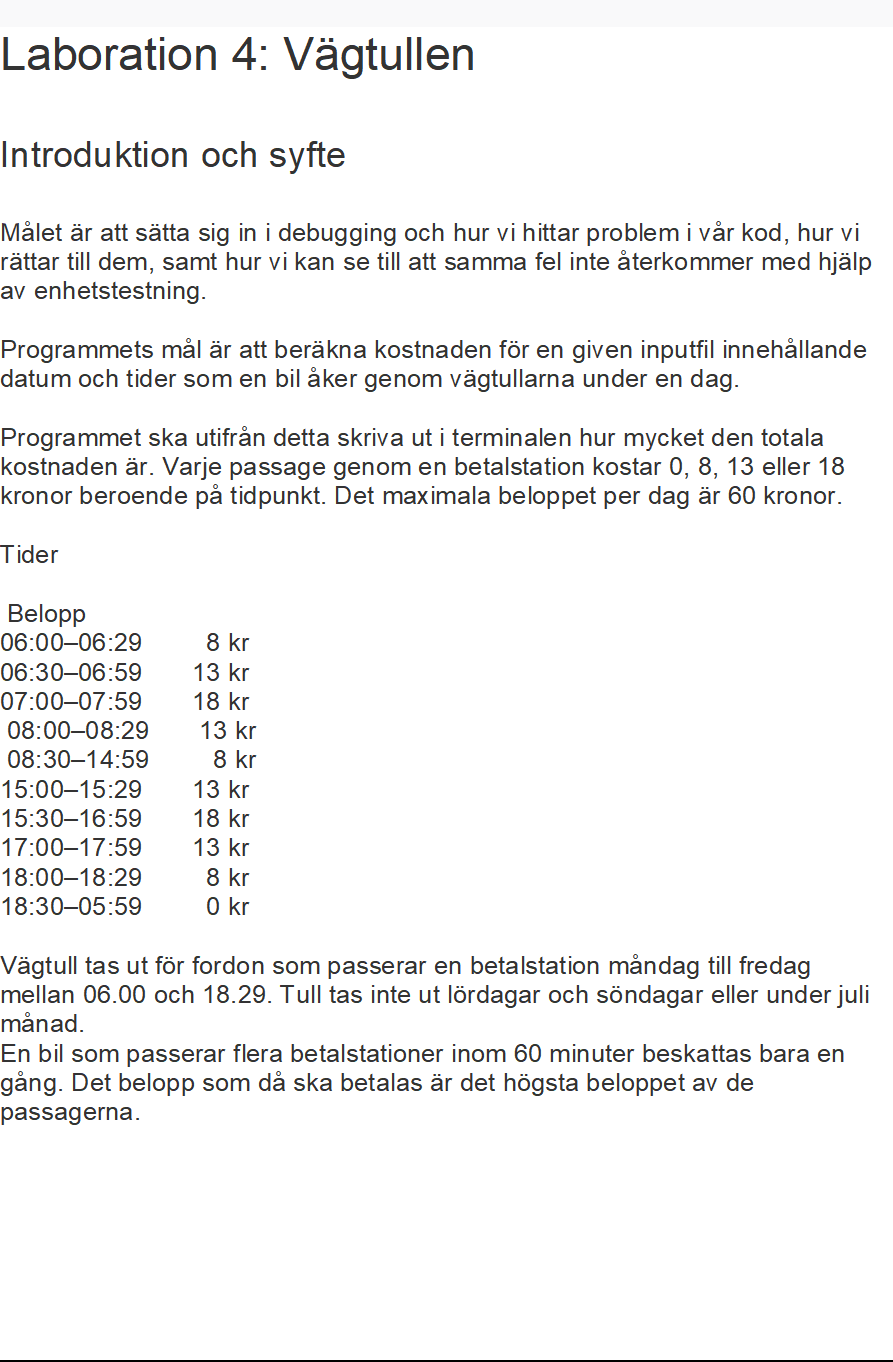 Laboration 4: Vägtullen
Introduktion och syfte
Målet är att sätta sig in i debugging och hur vi hittar problem i vår kod, hur vi
rättar till dem, samt hur vi kan se till att samma fel inte återkommer med hjälp
av enhetstestning.
Programmets mål är att beräkna kostnaden för en given inputfil innehållande
datum och tider som en bil åker genom vägtullarna under en dag.
Programmet ska utifrån detta skriva ut i terminalen hur mycket den totala
kostnaden är. Varje passage genom en betalstation kostar 0, 8, 13 eller 18
kronor beroende på tidpunkt. Det maximala beloppet per dag är 60 kronor.
Tider
Belopp
06:00–06:29 8 kr
06:30–06:59 13 kr
07:00–07:59 18 kr
08:00–08:29 13 kr
08:30–14:59 8 kr
15:00–15:29 13 kr
15:30–16:59 18 kr
17:00–17:59 13 kr
18:00–18:29 8 kr
18:30–05:59 0 kr
Vägtull tas ut för fordon som passerar en betalstation måndag till fredag
mellan 06.00 och 18.29. Tull tas inte ut lördagar och söndagar eller under juli
månad.
En bil som passerar flera betalstationer inom 60 minuter beskattas bara en
gång. Det belopp som då ska betalas är det högsta beloppet av de
passagerna.